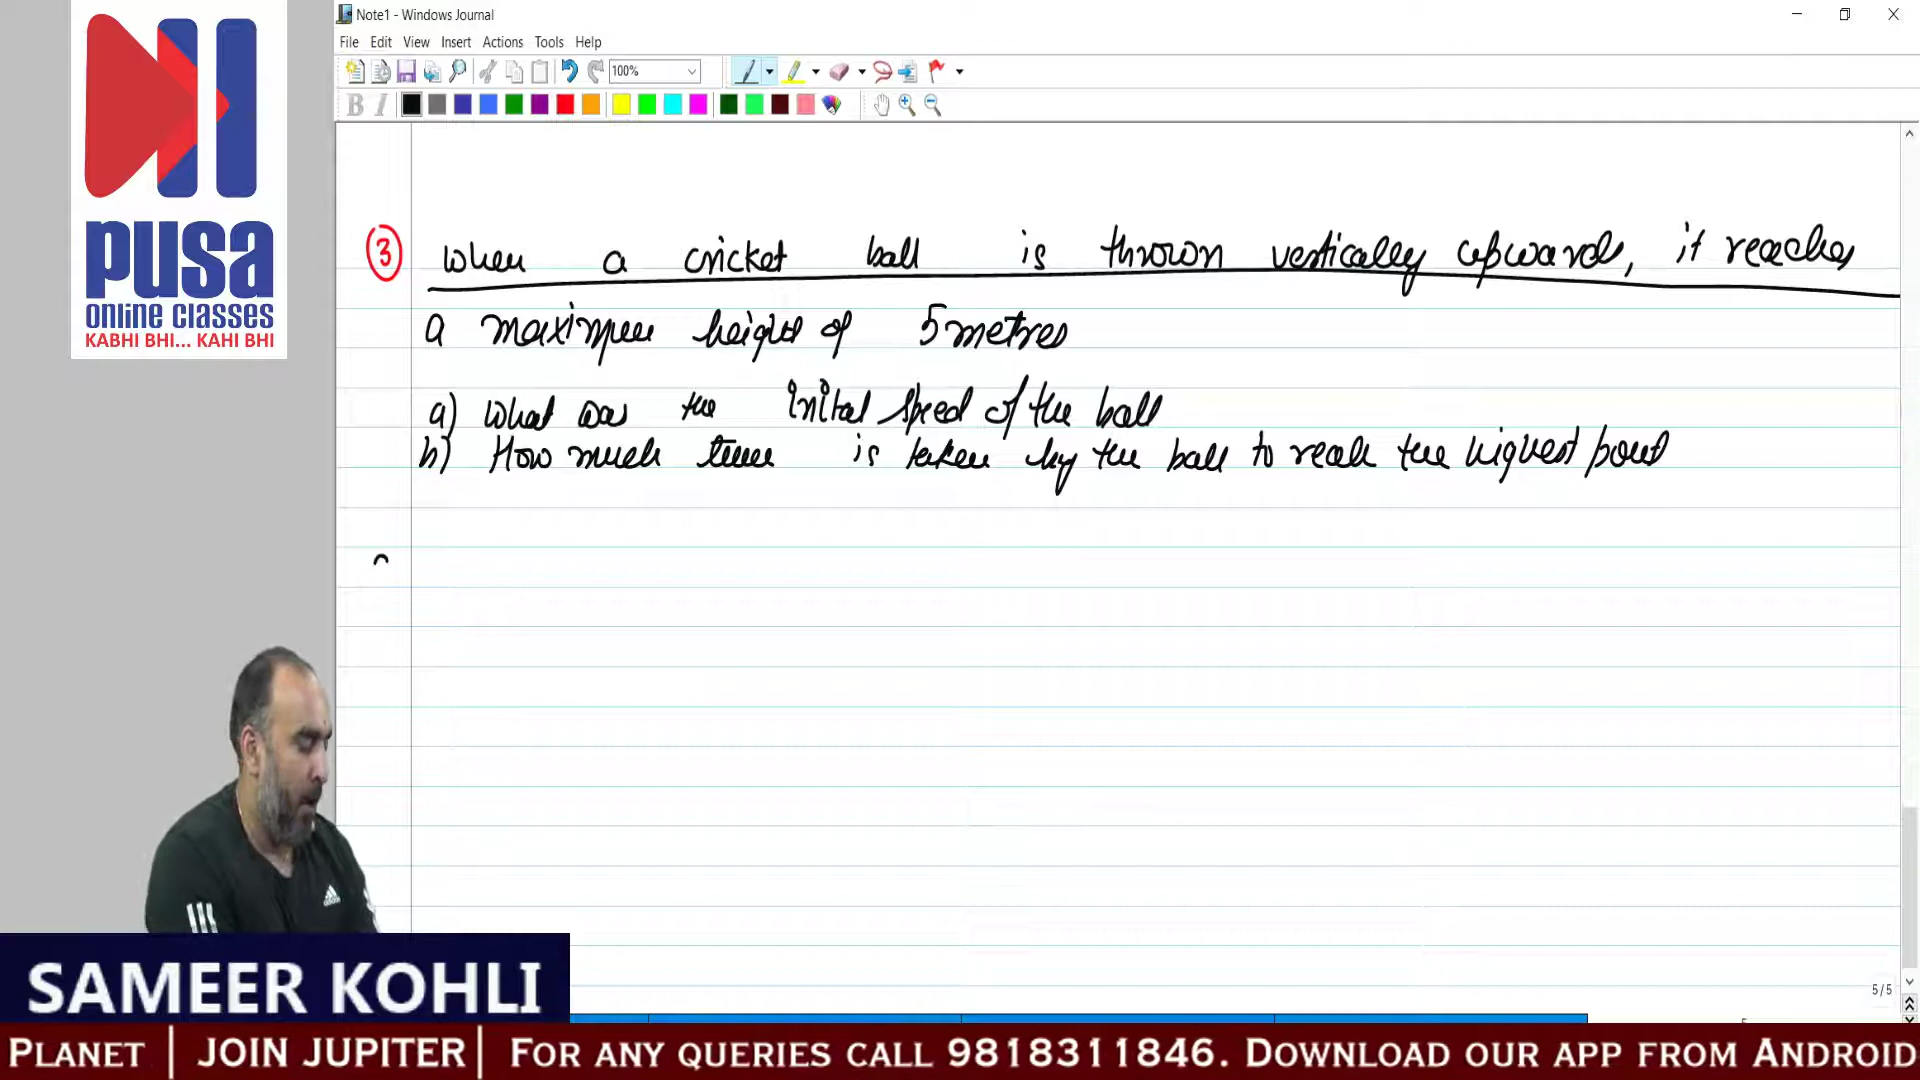 Note1 - Windows Journal
File Edit View Insert Actions Tools Help
100%
B I
pusa
online classes
KABHI BHI... KAHI BHI
3 When a cricket ball is thrown vertically upwards, it reaches
a maximum height of 5 metres
a) What was the initial speed of the ball
b) How much time is taken by the ball to reach the highest point
5 / 5
SAMEER KOHLI
PLANET | JOIN JUPITER | FOR ANY QUERIES CALL 9818311846. DOWNLOAD OUR APP FROM ANDROID